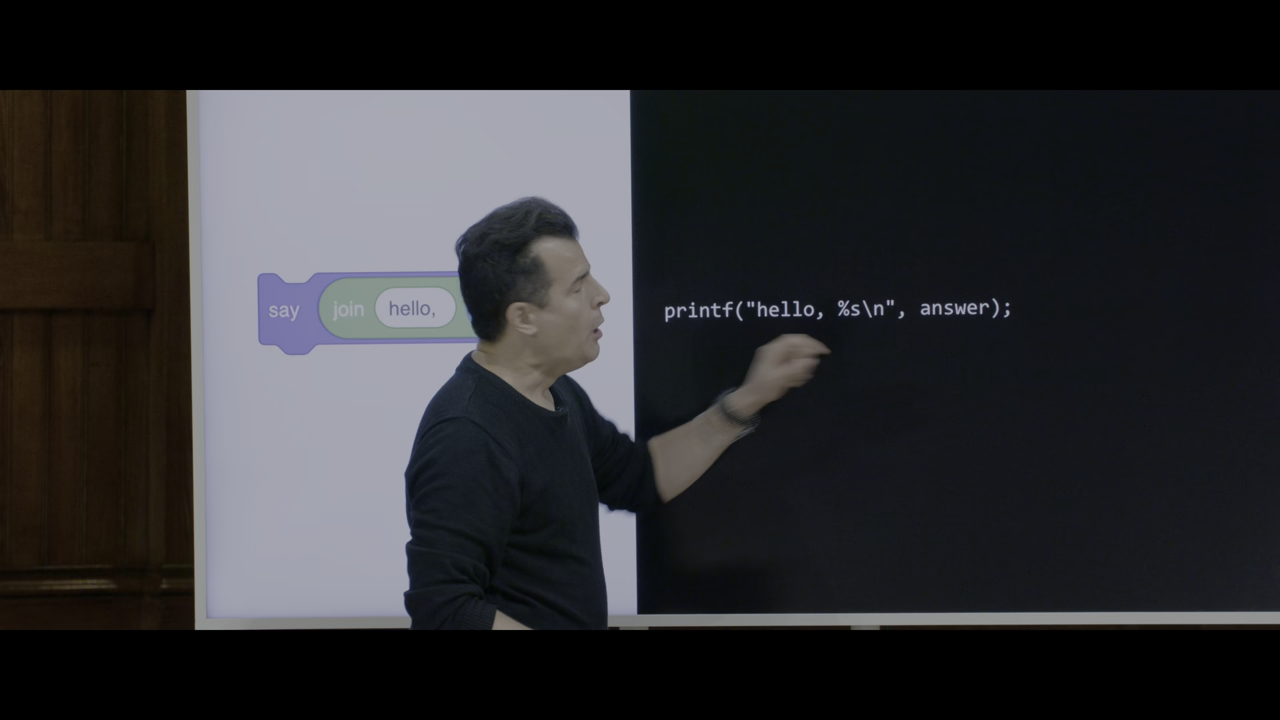 say join hello,
printf("hello, %s\n", answer);